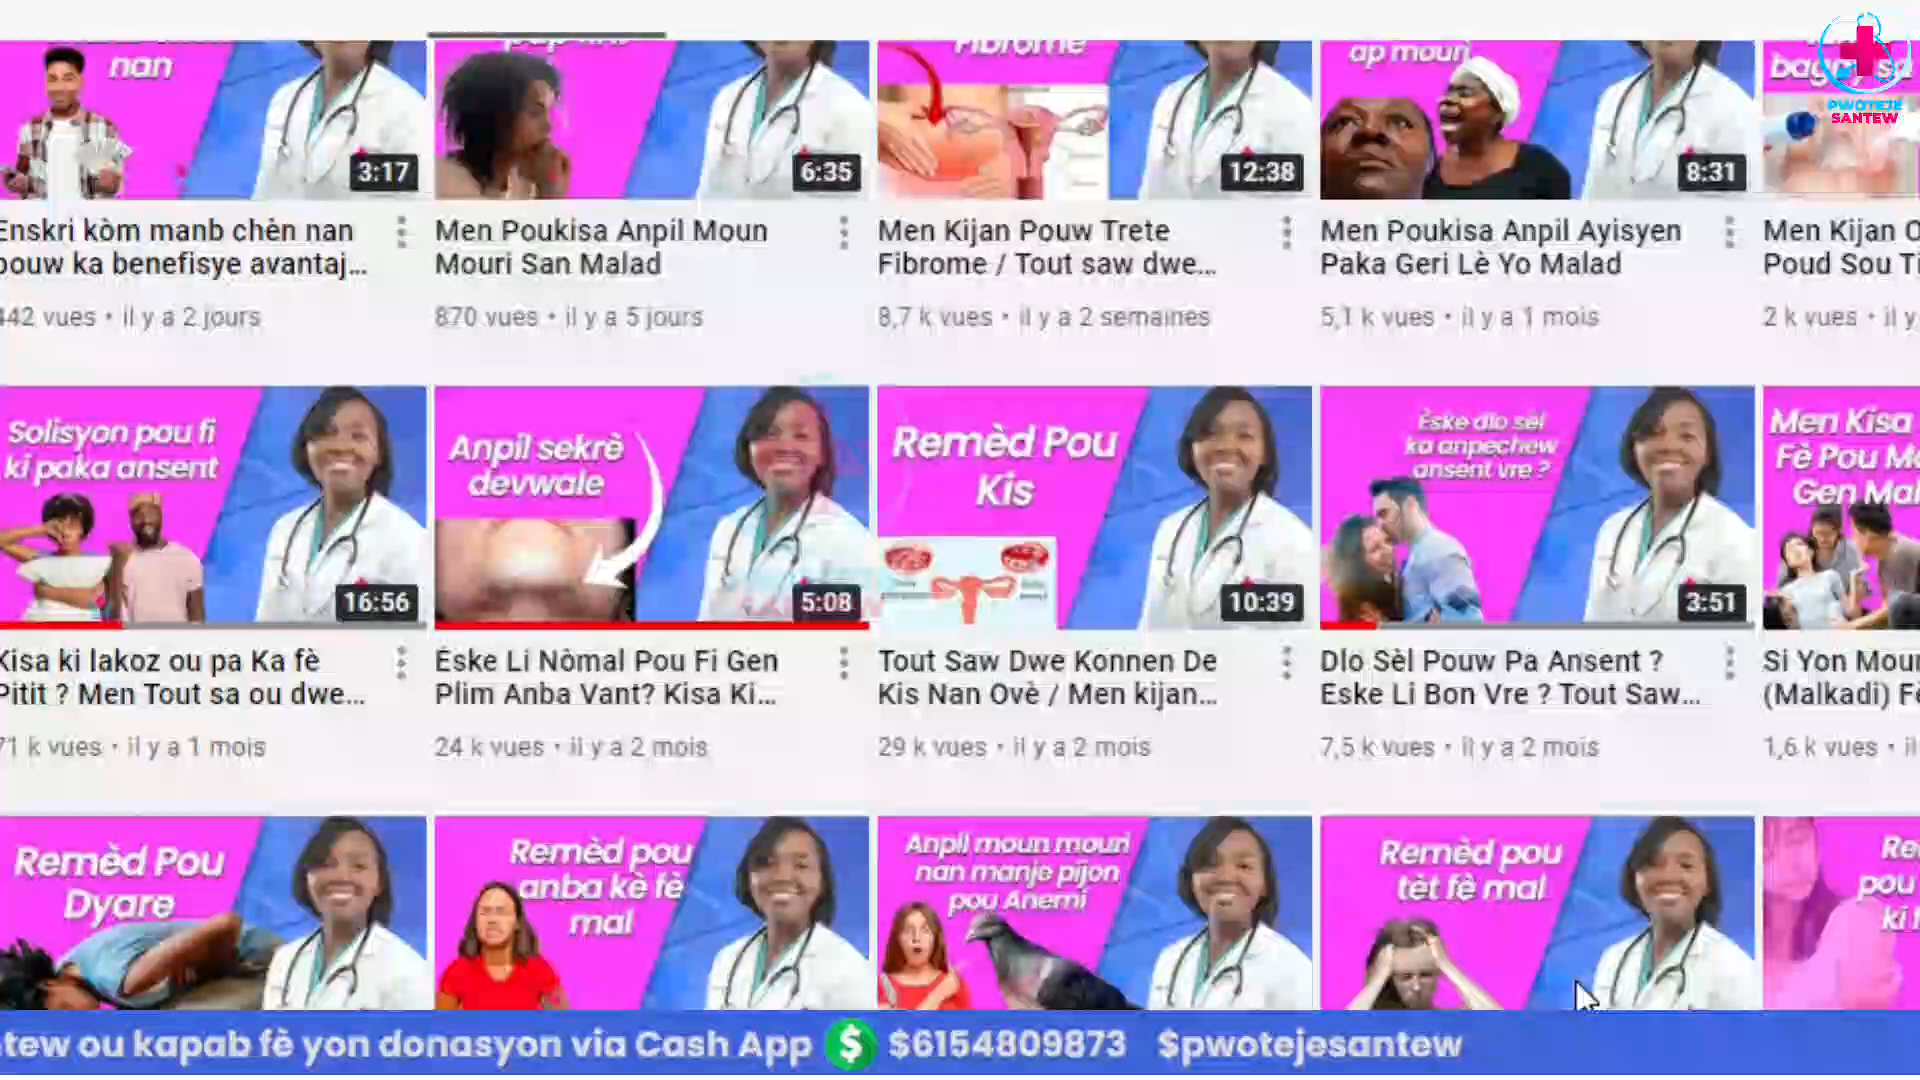 nan
Fibrome
ap mouri
PWOTEJE
SANTEW
3:17
6:35
12:38
8:31
Enskri kòm manb chèn nan
pouw ka benefisye avantaj...
442 vues • il y a 2 jours
Men Poukisa Anpil Moun
Mouri San Malad
870 vues • il y a 5 jours
Men Kijan Pouw Trete
Fibrome / Tout saw dwe...
8,7 k vues • il y a 2 semaines
Men Poukisa Anpil Ayisyen
Paka Geri Lè Yo Malad
5,1 k vues • il y a 1 mois
Men Kijan
Poud Sou
2 k vues • il y
Solisyon pou fi
ki paka ansent
16:56
Anpil sekrè
devwale
5:08
Remèd Pou
Kis
10:39
Èske dlo sèl
ka anpechew
ansent vre ?
3:51
Men Kisa
Fè Pou
Gen
Kisa ki lakoz ou pa Ka fè
Pitit ? Men Tout sa ou dwe...
71 k vues • il y a 1 mois
Èske Li Nòmal Pou Fi Gen
Plim Anba Vant? Kisa Ki...
24 k vues • il y a 2 mois
Tout Saw Dwe Konnen De
Kis Nan Ovè / Men kijan...
29 k vues • il y a 2 mois
Dlo Sèl Pouw Pa Ansent ?
Eske Li Bon Vre ? Tout Saw...
7,5 k vues • il y a 2 mois
Si Yon Moun
(Malkadi)
1,6 k vues • il
Remèd Pou
Dyare
Remèd pou
anba kè fè
mal
Anpil moun mouri
nan manje pijon
pou Anemi
Remèd pou
tèt fè mal
pou
ki
tew ou kapab fè yon donasyon via Cash App $ $6154809873 $pwotejesantew